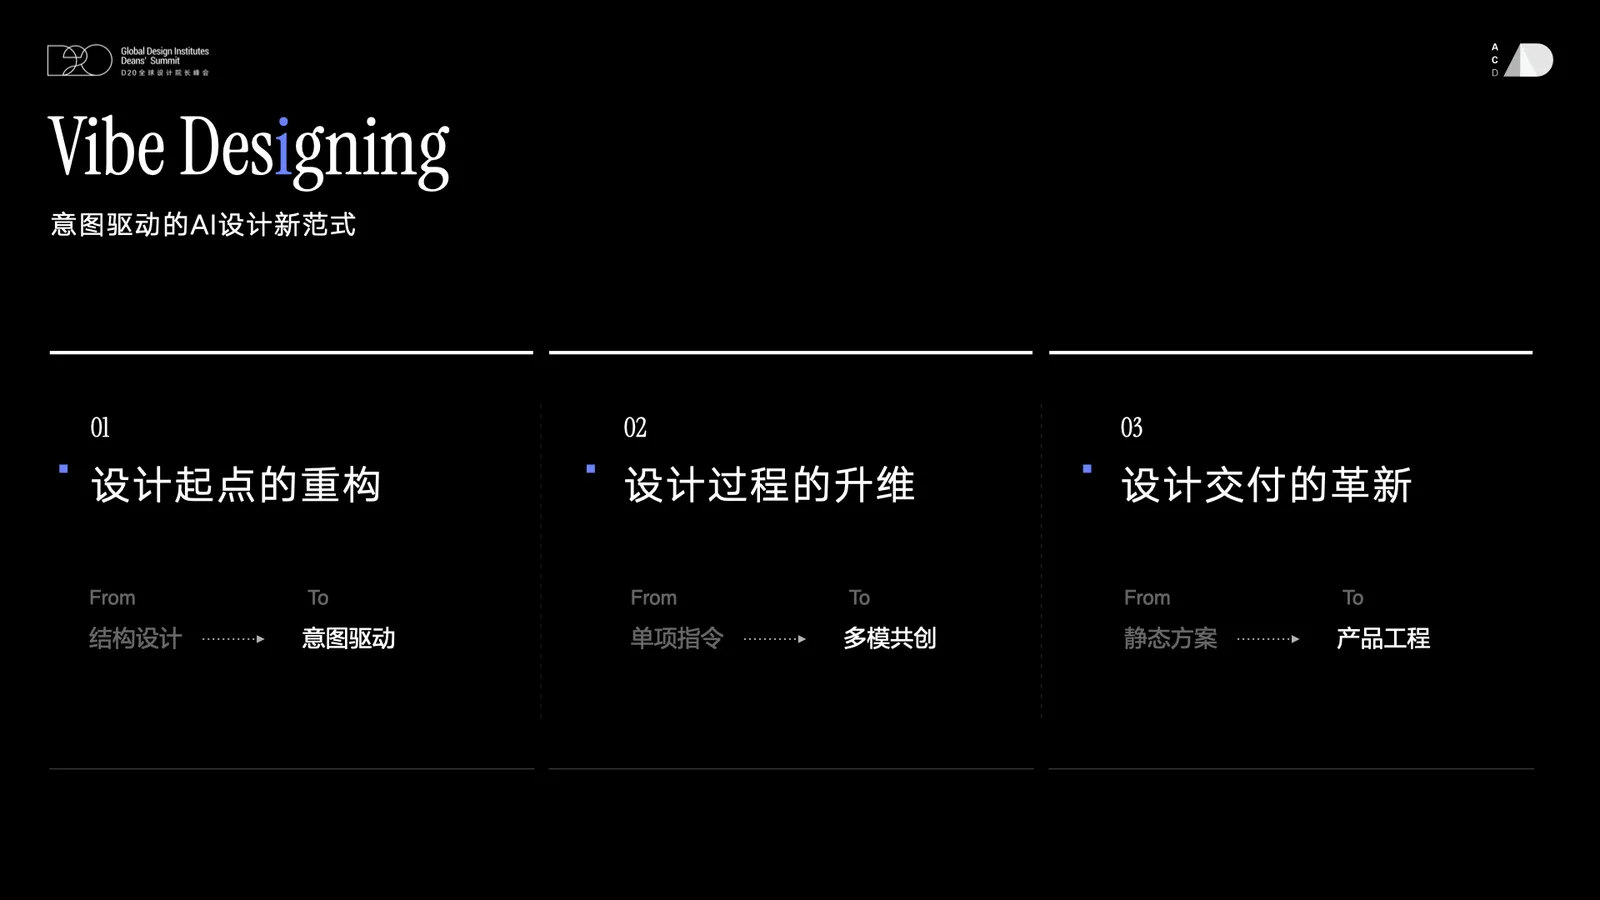 Global Design Institutes
Deans' Summit
D20全球设计院长峰会
A
C
D
Vibe Designing
意图驱动的AI设计新范式
01
设计起点的重构
From
To
结构设计
意图驱动
02
设计过程的升维
From
To
单项指令
多模共创
03
设计交付的革新
From
To
静态方案
产品工程